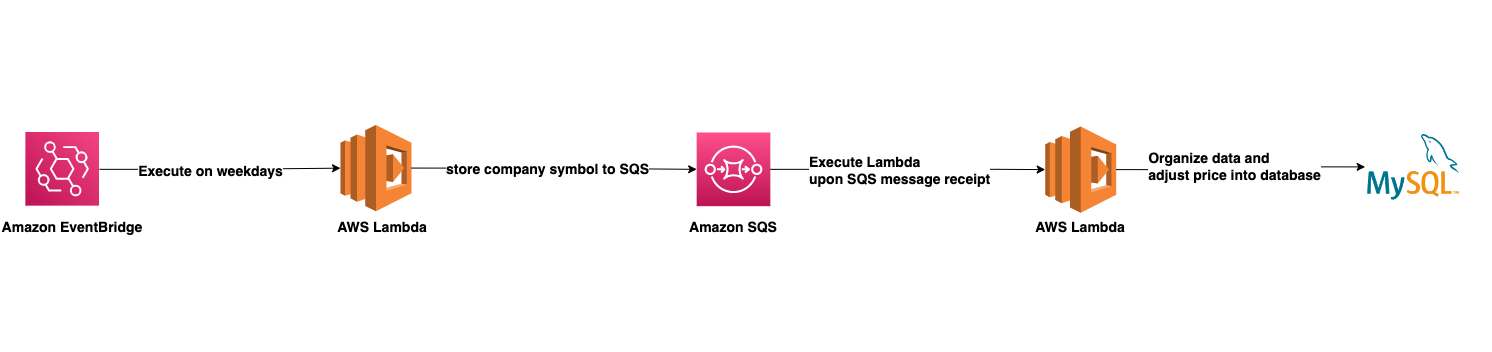 Execute on weekdays
store company symbol to SQS
Execute Lambda
upon SQS message receipt
Organize data and
adjust price into database
MySQL™
Amazon EventBridge
AWS Lambda
Amazon SQS
AWS Lambda